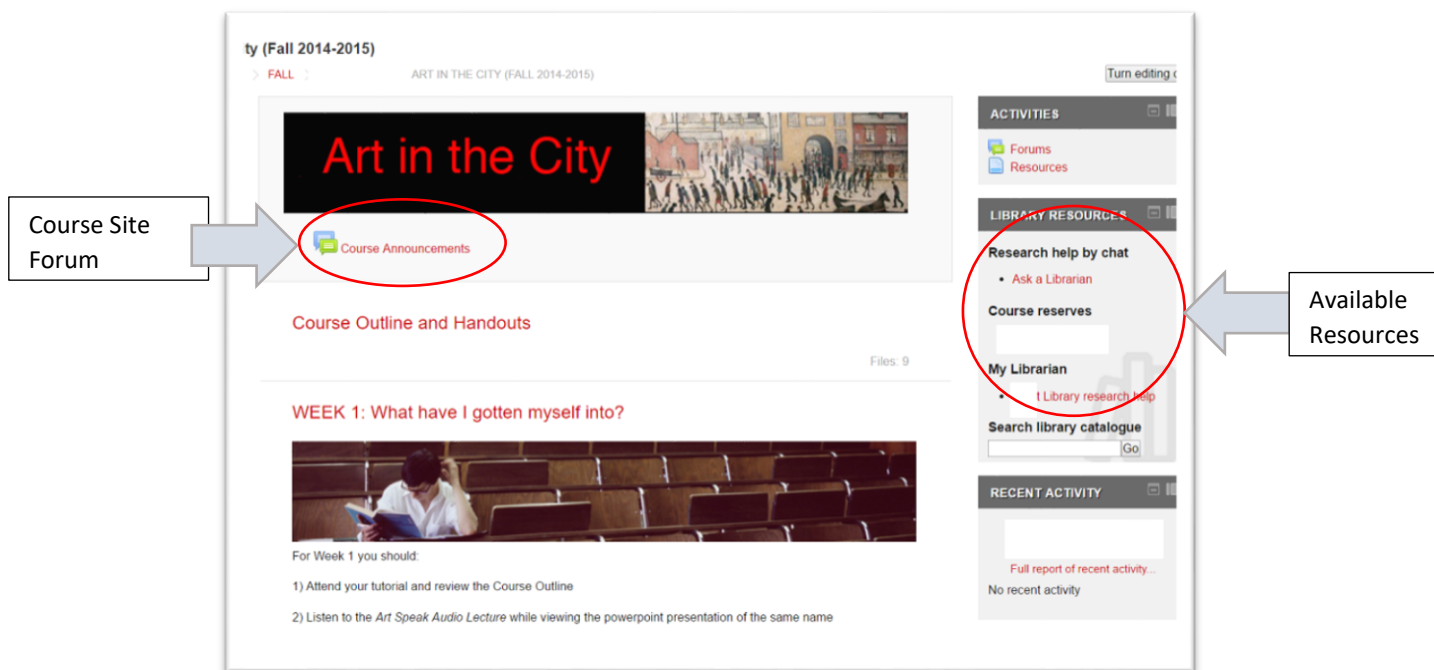 ty (Fall 2014-2015)
FALL
ART IN THE CITY (FALL 2014-2015)
Turn editing
Art in the City
Course Announcements
Course Site
Forum
Course Outline and Handouts
Files: 9
WEEK 1: What have I gotten myself into?
For Week 1 you should:
1) Attend your tutorial and review the Course Outline
2) Listen to the Art Speak Audio Lecture while viewing the powerpoint presentation of the same name
ACTIVITIES
Forums
Resources
LIBRARY RESOURCES
Research help by chat
• Ask a Librarian
Course reserves
My Librarian
• t Library research help
Search library catalogue
Go
RECENT ACTIVITY
Full report of recent activity...
No recent activity
Available
Resources